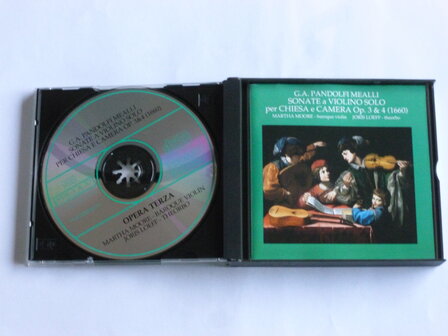 G.A. PANDOLFI MEALLI
SONATE a VIOLINO SOLO
PER CHIESA E CAMERA OP. 3 & 4 (1660)
OPERA TERZA
MARTHA MOORE - BAROQUE VIOLIN
JORIS LOEFF - THEORBO
G.A. PANDOLFI MEALLI
SONATE a VIOLINO SOLO
per CHIESA e CAMERA Op. 3 & 4 (1660)
MARTHA MOORE - baroque violin JORIS LOEFF - theorbo